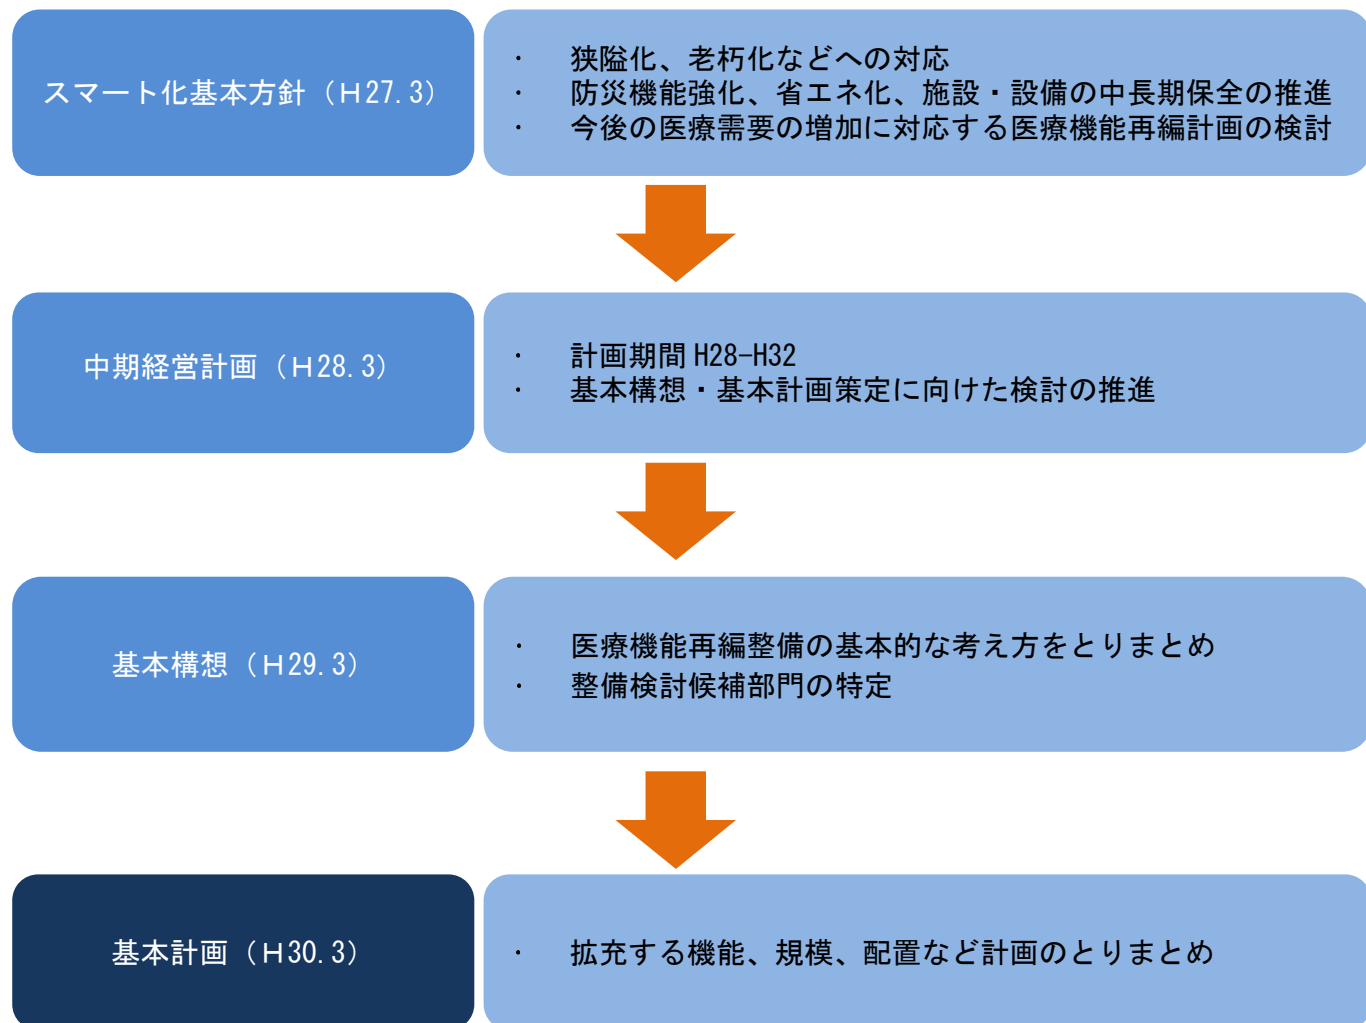 スマート化基本方針（Ｈ27.3）
・ 狭隘化、老朽化などへの対応
・ 防災機能強化、省エネ化、施設・設備の中長期保全の推進
・ 今後の医療需要の増加に対応する医療機能再編計画の検討
中期経営計画（Ｈ28.3）
・ 計画期間 H28-H32
・ 基本構想・基本計画策定に向けた検討の推進
基本構想（Ｈ29.3）
・ 医療機能再編整備の基本的な考え方をとりまとめ
・ 整備検討候補部門の特定
基本計画（Ｈ30.3）
・ 拡充する機能、規模、配置など計画のとりまとめ